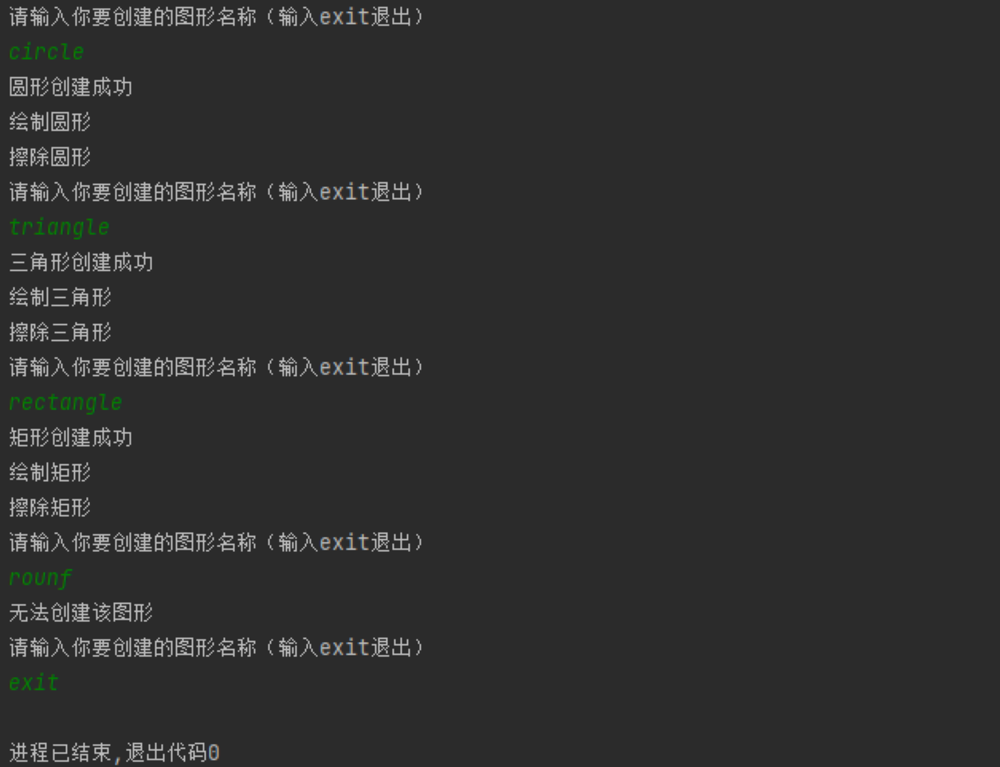 请输入你要创建的图形名称（输入exit退出）
circle
圆形创建成功
绘制圆形
擦除圆形
请输入你要创建的图形名称（输入exit退出）
triangle
三角形创建成功
绘制三角形
擦除三角形
请输入你要创建的图形名称（输入exit退出）
rectangle
矩形创建成功
绘制矩形
擦除矩形
请输入你要创建的图形名称（输入exit退出）
rounf
无法创建该图形
请输入你要创建的图形名称（输入exit退出）
exit
进程已结束,退出代码0